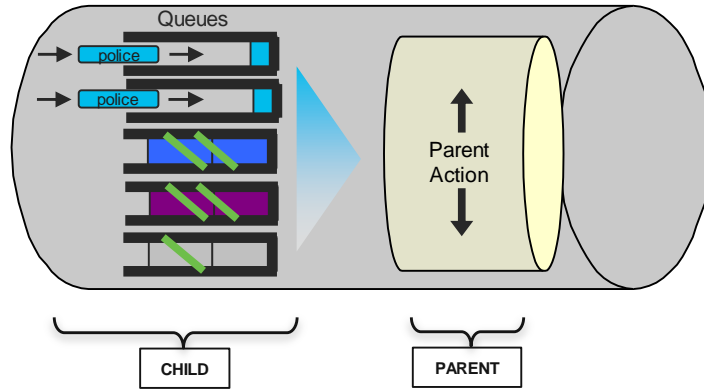 Queues
police
police
Parent
Action
CHILD
PARENT